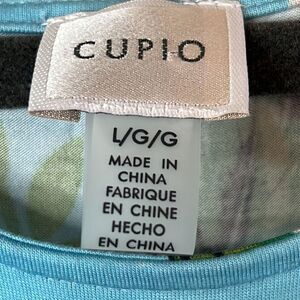 CUPIO
L/G/G
MADE IN
CHINA
FABRIQUE
EN CHINE
HECHO
EN CHINA